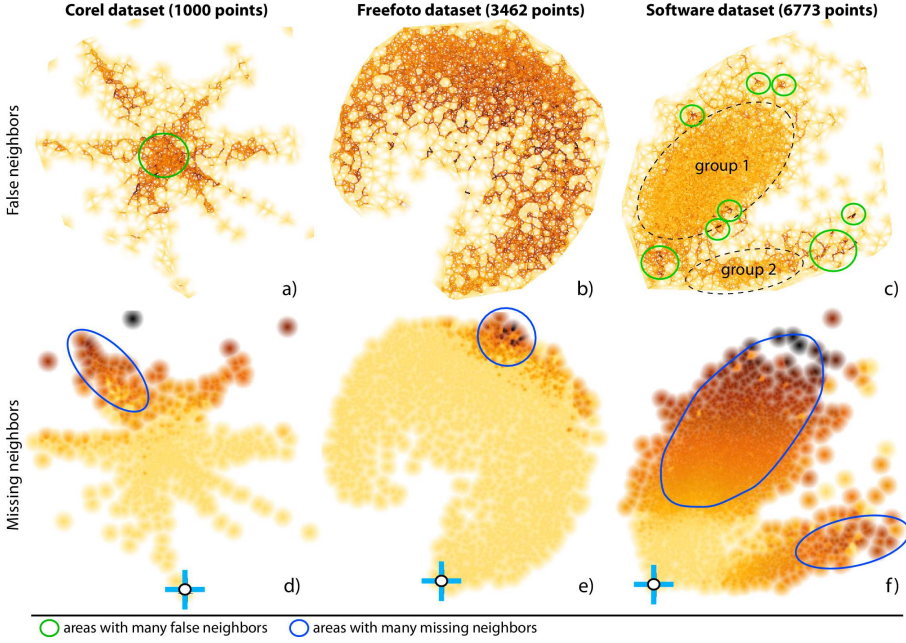 Corel dataset (1000 points)
Freefoto dataset (3462 points)
Software dataset (6773 points)
False neighbors
group 1
group 2
a)
b)
c)
Missing neighbors
d)
e)
f)
areas with many false neighbors
areas with many missing neighbors